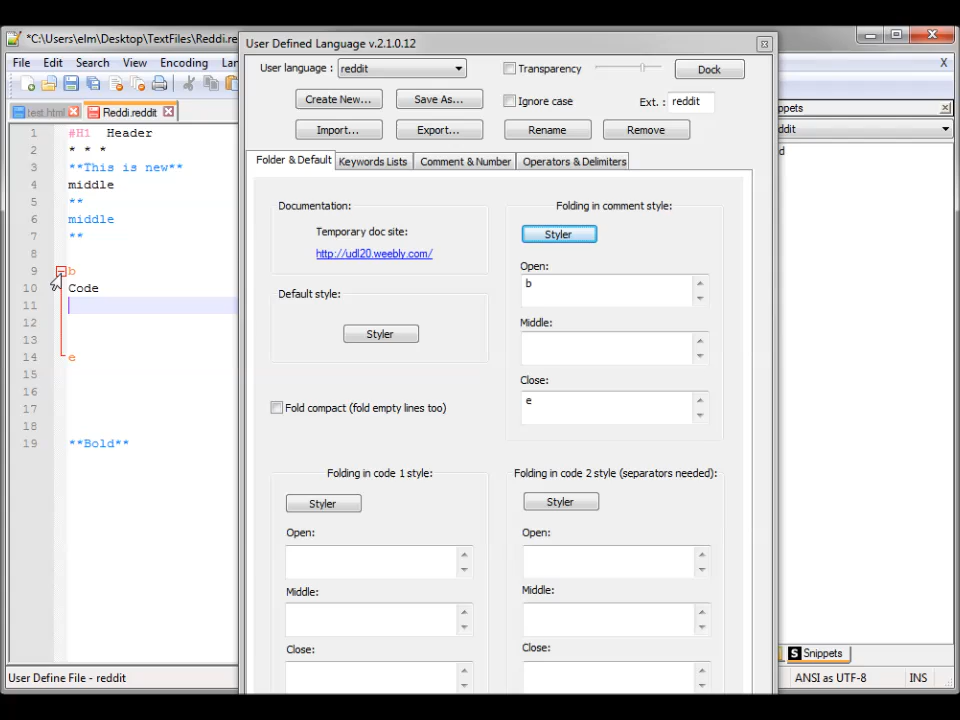 *C:\Users\elm\Desktop\TextFiles\Reddi.re
User Defined Language v.2.1.0.12
File Edit Search View Encoding Lan
X
test.html Reddi.reddit
1 #H1 Header
2 * * *
3 **This is new**
4 middle
5 **
6 middle
7 **
8
9 b
10 Code
11
12
13
14 e
15
16
17
18
19 **Bold**
User language : reddit
Transparency
Dock
Create New...
Save As...
Ignore case
Ext. : reddit
Import...
Export...
Rename
Remove
Folder & Default
Keywords Lists
Comment & Number
Operators & Delimiters
Documentation:
Temporary doc site:
http://udl20.weebly.com/
Default style:
Styler
Fold compact (fold empty lines too)
Folding in comment style:
Styler
Open:
b
Middle:
Close:
e
Folding in code 1 style:
Styler
Open:
Middle:
Close:
Folding in code 2 style (separators needed):
Styler
Open:
Middle:
Close:
ppets
dit
d
S Snippets
User Define File - reddit
ANSI as UTF-8
INS